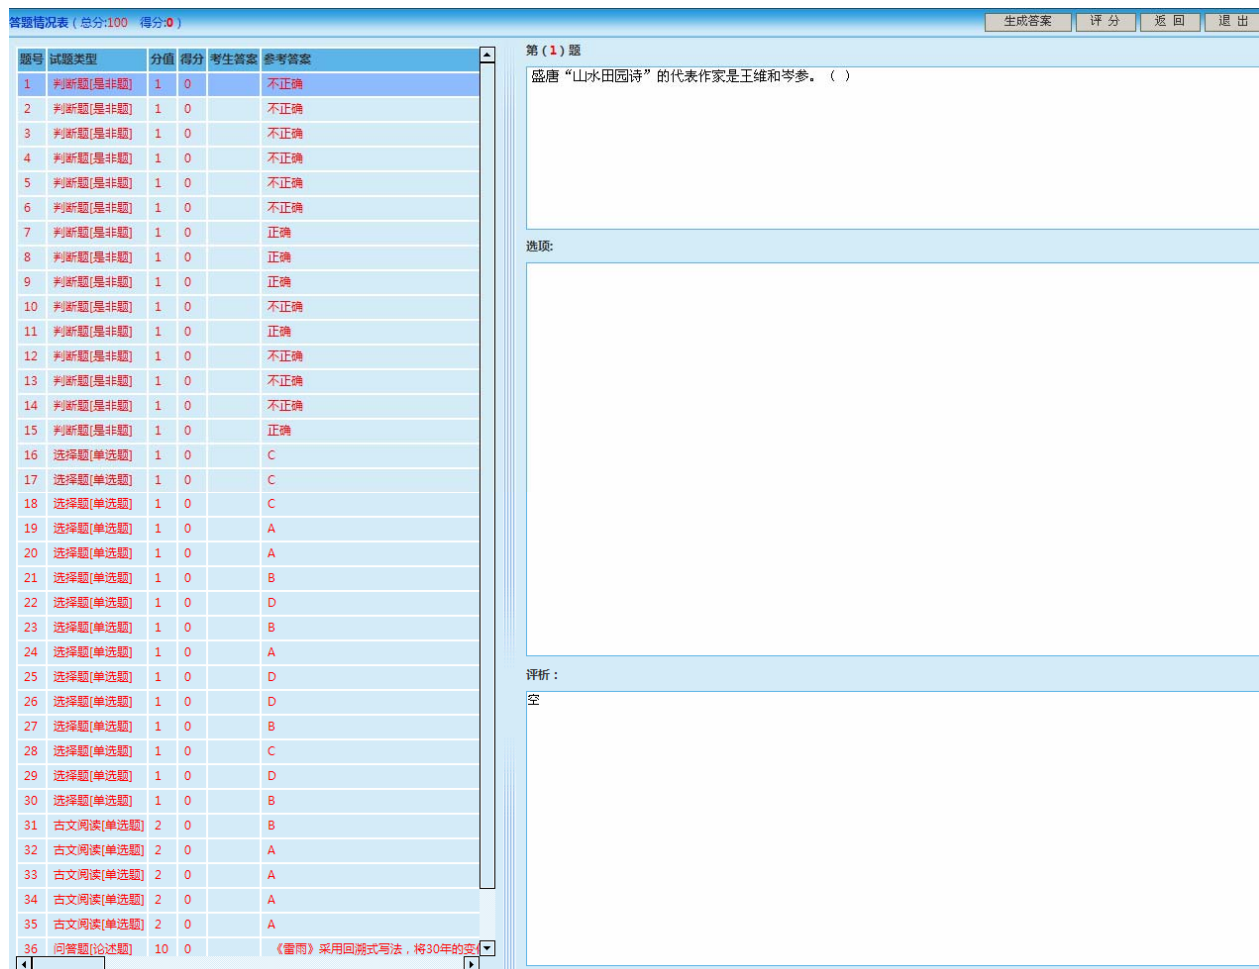 答题情况表 ( 总分:100 得分:0 )
生成答案 评 分 返 回 退 出
题号 试题类型 分值 得分 考生答案 参考答案
1 判断题[是非题] 1 0 不正确
2 判断题[是非题] 1 0 不正确
3 判断题[是非题] 1 0 不正确
4 判断题[是非题] 1 0 不正确
5 判断题[是非题] 1 0 不正确
6 判断题[是非题] 1 0 不正确
7 判断题[是非题] 1 0 正确
8 判断题[是非题] 1 0 正确
9 判断题[是非题] 1 0 正确
10 判断题[是非题] 1 0 不正确
11 判断题[是非题] 1 0 正确
12 判断题[是非题] 1 0 不正确
13 判断题[是非题] 1 0 不正确
14 判断题[是非题] 1 0 不正确
15 判断题[是非题] 1 0 正确
16 选择题[单选题] 1 0 C
17 选择题[单选题] 1 0 C
18 选择题[单选题] 1 0 C
19 选择题[单选题] 1 0 A
20 选择题[单选题] 1 0 A
21 选择题[单选题] 1 0 B
22 选择题[单选题] 1 0 D
23 选择题[单选题] 1 0 B
24 选择题[单选题] 1 0 A
25 选择题[单选题] 1 0 D
26 选择题[单选题] 1 0 D
27 选择题[单选题] 1 0 B
28 选择题[单选题] 1 0 C
29 选择题[单选题] 1 0 D
30 选择题[单选题] 1 0 B
31 古文阅读[单选题] 2 0 B
32 古文阅读[单选题] 2 0 A
33 古文阅读[单选题] 2 0 A
34 古文阅读[单选题] 2 0 A
35 古文阅读[单选题] 2 0 A
36 问答题[论述题] 10 0 《雷雨》采用回溯式写法，将30年的变
第 ( 1 ) 题
盛唐“山水田园诗”的代表作家是王维和岑参。（ ）
选项:
评析：
空